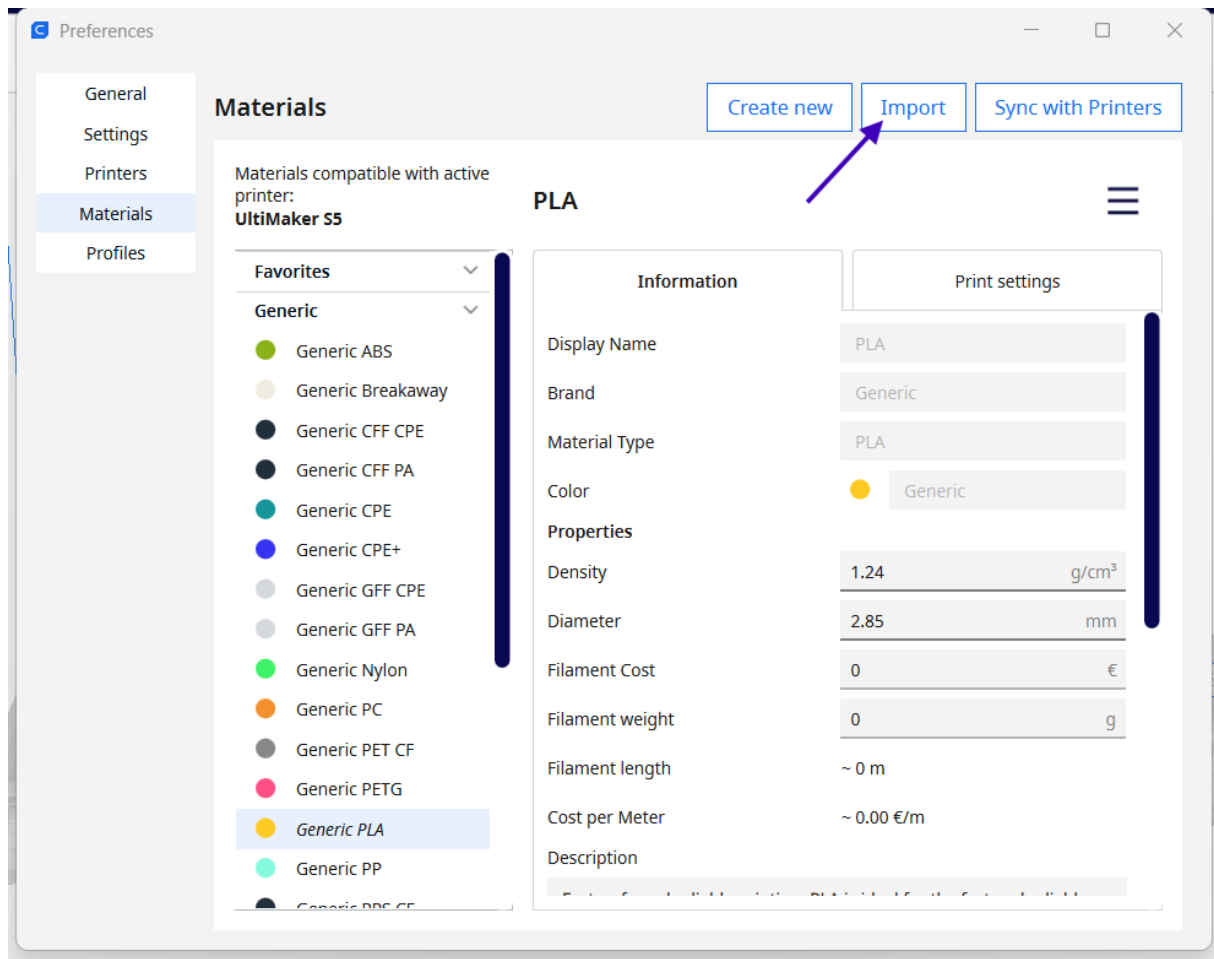 Preferences
General
Settings
Printers
Materials
Profiles
Materials
Create new
Import
Sync with Printers
Materials compatible with active
printer:
UltiMaker S5
Favorites
Generic
Generic ABS
Generic Breakaway
Generic CFF CPE
Generic CFF PA
Generic CPE
Generic CPE+
Generic GFF CPE
Generic GFF PA
Generic Nylon
Generic PC
Generic PET CF
Generic PETG
Generic PLA
Generic PP
Generic PPS CF
PLA
Information
Print settings
Display Name
PLA
Brand
Generic
Material Type
PLA
Color
Generic
Properties
Density
1.24 g/cm³
Diameter
2.85 mm
Filament Cost
0 €
Filament weight
0 g
Filament length
~ 0 m
Cost per Meter
~ 0.00 €/m
Description